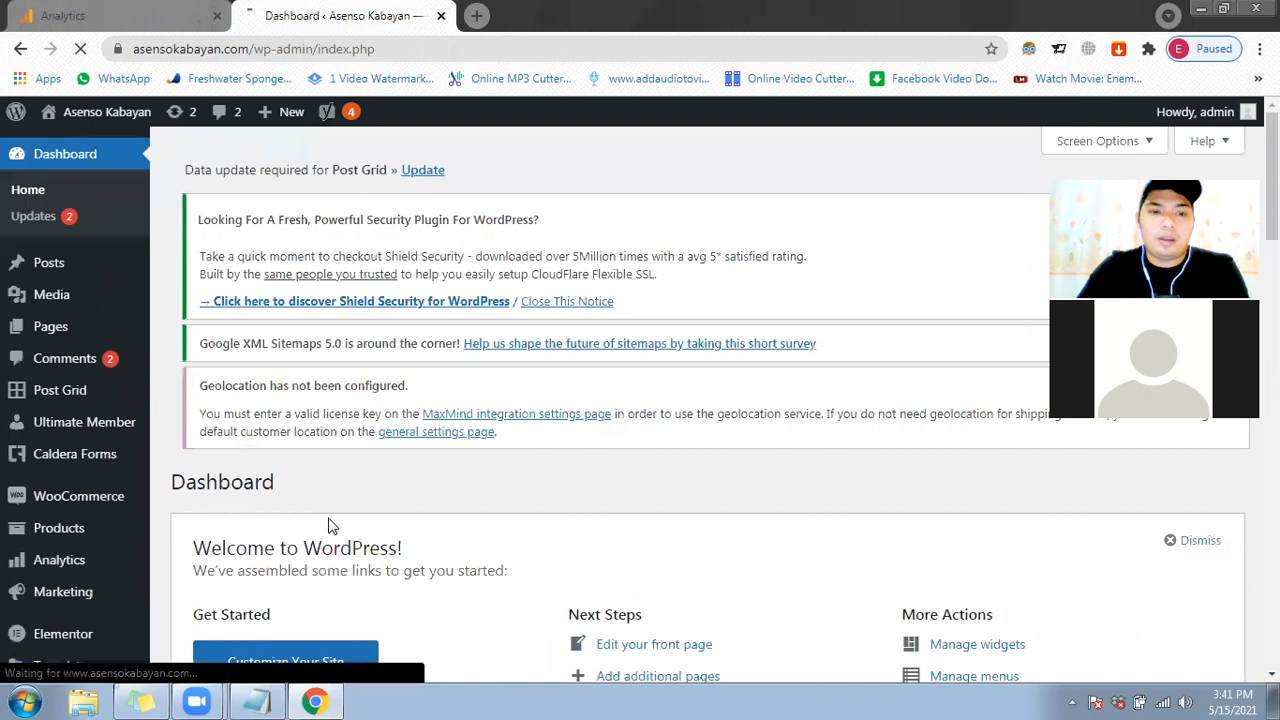 Analytics
Dashboard ‹ Asenso Kabayan —
asensokabayan.com/wp-admin/index.php
E Paused
Apps
WhatsApp
Freshwater Sponge...
1 Video Watermark...
Online MP3 Cutter...
www.addaudiotovi...
Online Video Cutter...
Facebook Video Do...
Watch Movie: Enem...
»
Asenso Kabayan
2
2
New
4
Howdy, admin
Dashboard
Home
Updates 2
Posts
Media
Pages
Comments 2
Post Grid
Ultimate Member
Caldera Forms
WooCommerce
Products
Analytics
Marketing
Elementor
Screen Options
Help
Data update required for Post Grid » Update
Looking For A Fresh, Powerful Security Plugin For WordPress?
Take a quick moment to checkout Shield Security - downloaded over 5Million times with a avg 5* satisfied rating.
Built by the same people you trusted to help you easily setup CloudFlare Flexible SSL.
→ Click here to discover Shield Security for WordPress / Close This Notice
Google XML Sitemaps 5.0 is around the corner! Help us shape the future of sitemaps by taking this short survey
Geolocation has not been configured.
You must enter a valid license key on the MaxMind integration settings page in order to use the geolocation service. If you do not need geolocation for
default customer location on the general settings page.
Dashboard
Welcome to WordPress!
We've assembled some links to get you started:
Dismiss
Get Started
Customize Your Site
Next Steps
Edit your front page
Add additional pages
More Actions
Manage widgets
Manage menus
Waiting for www.asensokabayan.com...
3:41 PM
5/15/2021